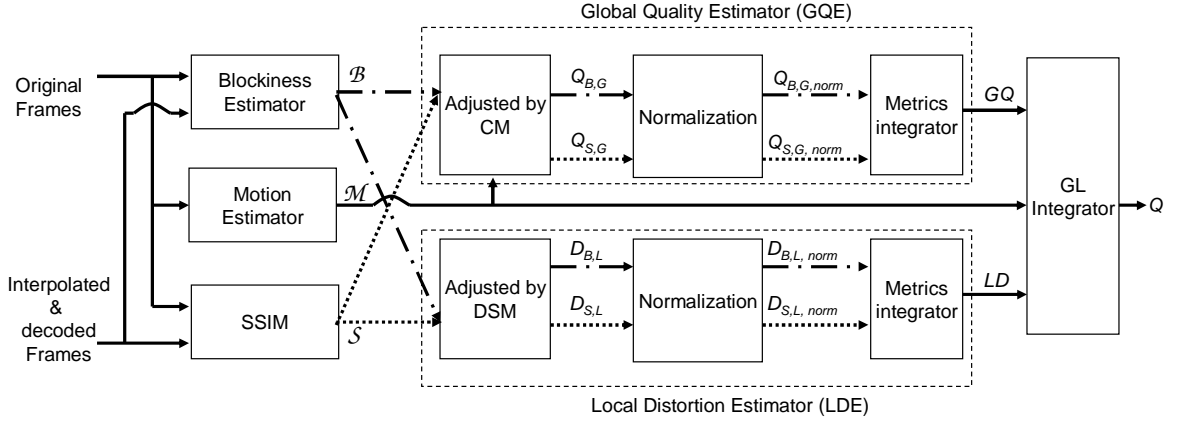 Global Quality Estimator (GQE)
Original
Frames
Blockiness
Estimator
ℬ
Adjusted by
CM
Q_{B,G}
Q_{S,G}
Normalization
Q_{B,G,norm}
Q_{S,G, norm}
Metrics
integrator
GQ
Motion
Estimator
ℳ
GL
Integrator
Q
Interpolated
&
decoded
Frames
SSIM
𝒮
Adjusted by
DSM
D_{B,L}
D_{S,L}
Normalization
D_{B,L, norm}
D_{S,L, norm}
Metrics
integrator
LD
Local Distortion Estimator (LDE)